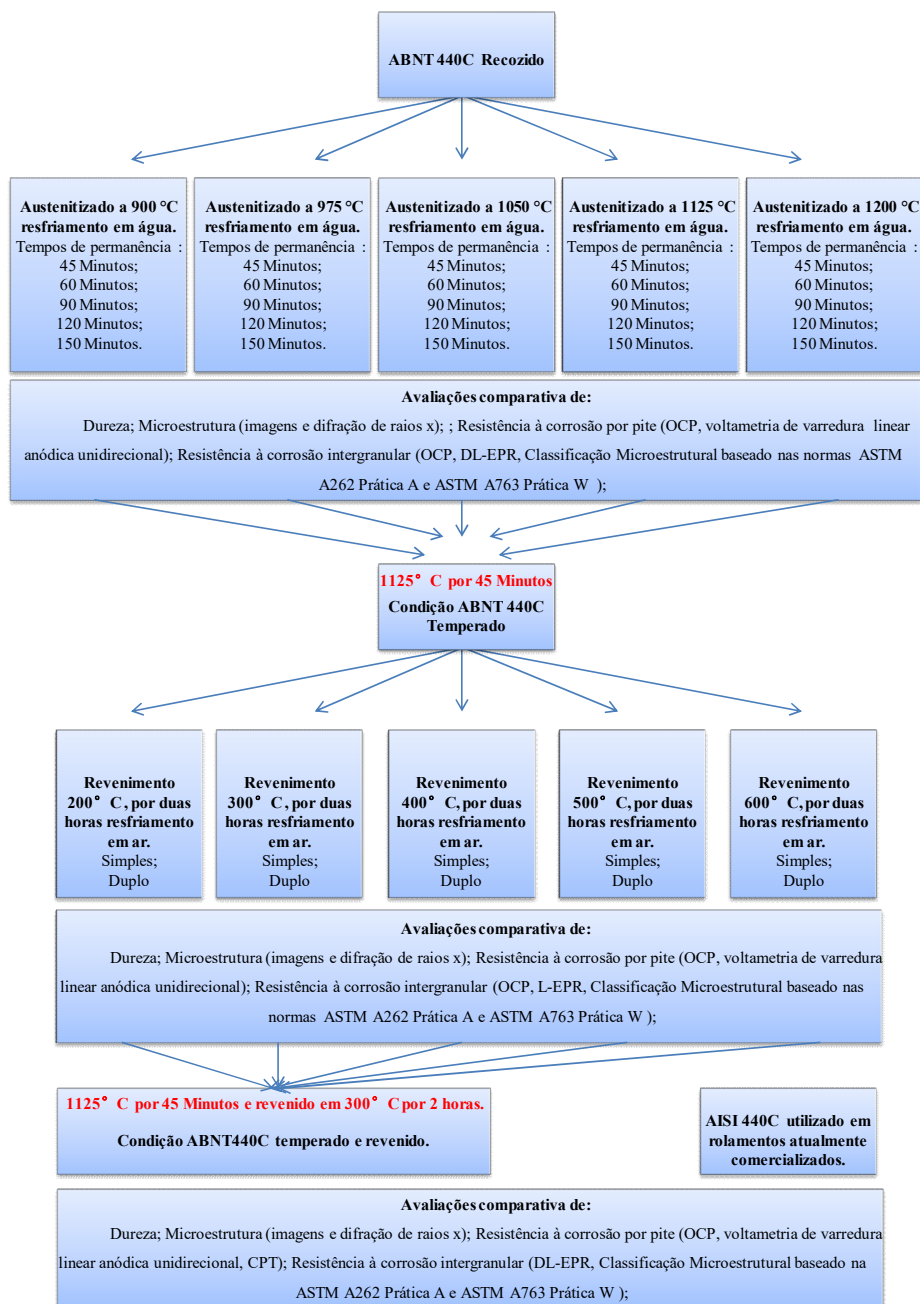 ABNT 440C Recozido
Austenitizado a 900 °C
resfriamento em água.
Tempos de permanência :
45 Minutos;
60 Minutos;
90 Minutos;
120 Minutos;
150 Minutos.
Austenitizado a 975 °C
resfriamento em água.
Tempos de permanência :
45 Minutos;
60 Minutos;
90 Minutos;
120 Minutos;
150 Minutos.
Austenitizado a 1050 °C
resfriamento em água.
Tempos de permanência :
45 Minutos;
60 Minutos;
90 Minutos;
120 Minutos;
150 Minutos.
Austenitizado a 1125 °C
resfriamento em água.
Tempos de permanência :
45 Minutos;
60 Minutos;
90 Minutos;
120 Minutos;
150 Minutos.
Austenitizado a 1200 °C
resfriamento em água.
Tempos de permanência :
45 Minutos;
60 Minutos;
90 Minutos;
120 Minutos;
150 Minutos.
Avaliações comparativa de:
Dureza; Microestrutura (imagens e difração de raios x); ; Resistência à corrosão por pite (OCP, voltametria de varredura linear
anódica unidirecional); Resistência à corrosão intergranular (OCP, DL-EPR, Classificação Microestrutural baseado nas normas ASTM
A262 Prática A e ASTM A763 Prática W );
1125° C por 45 Minutos
Condição ABNT 440C
Temperado
Revenimento
200° C, por duas
horas resfriamento
em ar.
Simples;
Duplo
Revenimento
300° C, por duas
horas resfriamento
em ar.
Simples;
Duplo
Revenimento
400° C, por duas
horas resfriamento
em ar.
Simples;
Duplo
Revenimento
500° C, por duas
horas resfriamento
em ar.
Simples;
Duplo
Revenimento
600° C, por duas
horas resfriamento
em ar.
Simples;
Duplo
Avaliações comparativa de:
Dureza; Microestrutura (imagens e difração de raios x); Resistência à corrosão por pite (OCP, voltametria de varredura
linear anódica unidirecional); Resistência à corrosão intergranular (OCP, L-EPR, Classificação Microestrutural baseado nas
normas ASTM A262 Prática A e ASTM A763 Prática W );
1125° C por 45 Minutos e revenido em 300° C por 2 horas.
Condição ABNT440C temperado e revenido.
AISI 440C utilizado em
rolamentos atualmente
comercializados.
Avaliações comparativa de:
Dureza; Microestrutura (imagens e difração de raios x); Resistência à corrosão por pite (OCP, voltametria de varredura
linear anódica unidirecional, CPT); Resistência à corrosão intergranular (DL-EPR, Classificação Microestrutural baseado na
ASTM A262 Prática A e ASTM A763 Prática W );